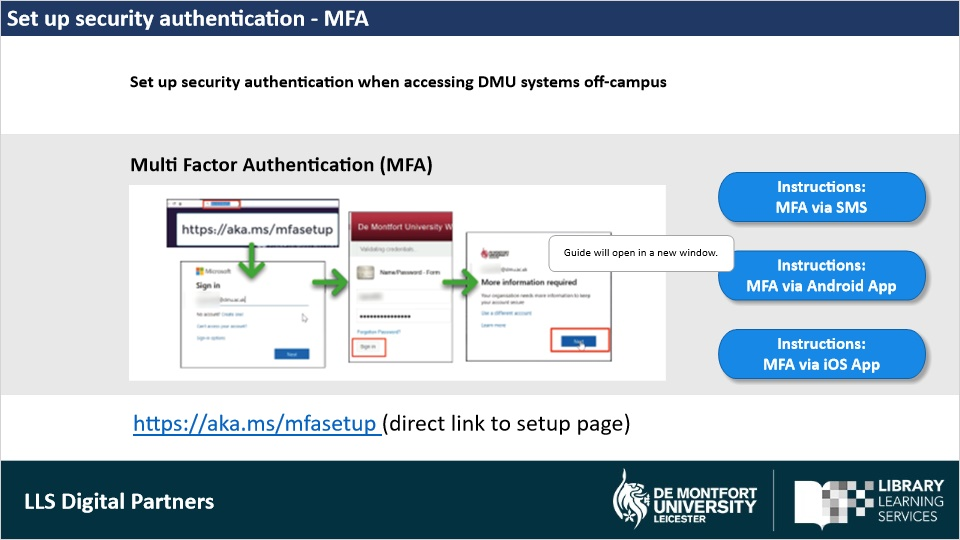 Set up security authentication - MFA
Set up security authentication when accessing DMU systems off-campus
Multi Factor Authentication (MFA)
https://aka.ms/mfasetup
Microsoft
Sign in
No account? Create one!
Can't access your account?
Sign-in options
Next
De Montfort University W
Validating credentials.
Name/Password - Form
Forgotten Password?
Sign in
More information required
Your organization needs more information to keep
your account secure
Use a different account
Learn more
Next
Guide will open in a new window.
Instructions:
MFA via SMS
Instructions:
MFA via Android App
Instructions:
MFA via iOS App
https://aka.ms/mfasetup (direct link to setup page)
LLS Digital Partners
DE MONTFORT
UNIVERSITY
LEICESTER
LIBRARY
LEARNING
SERVICES